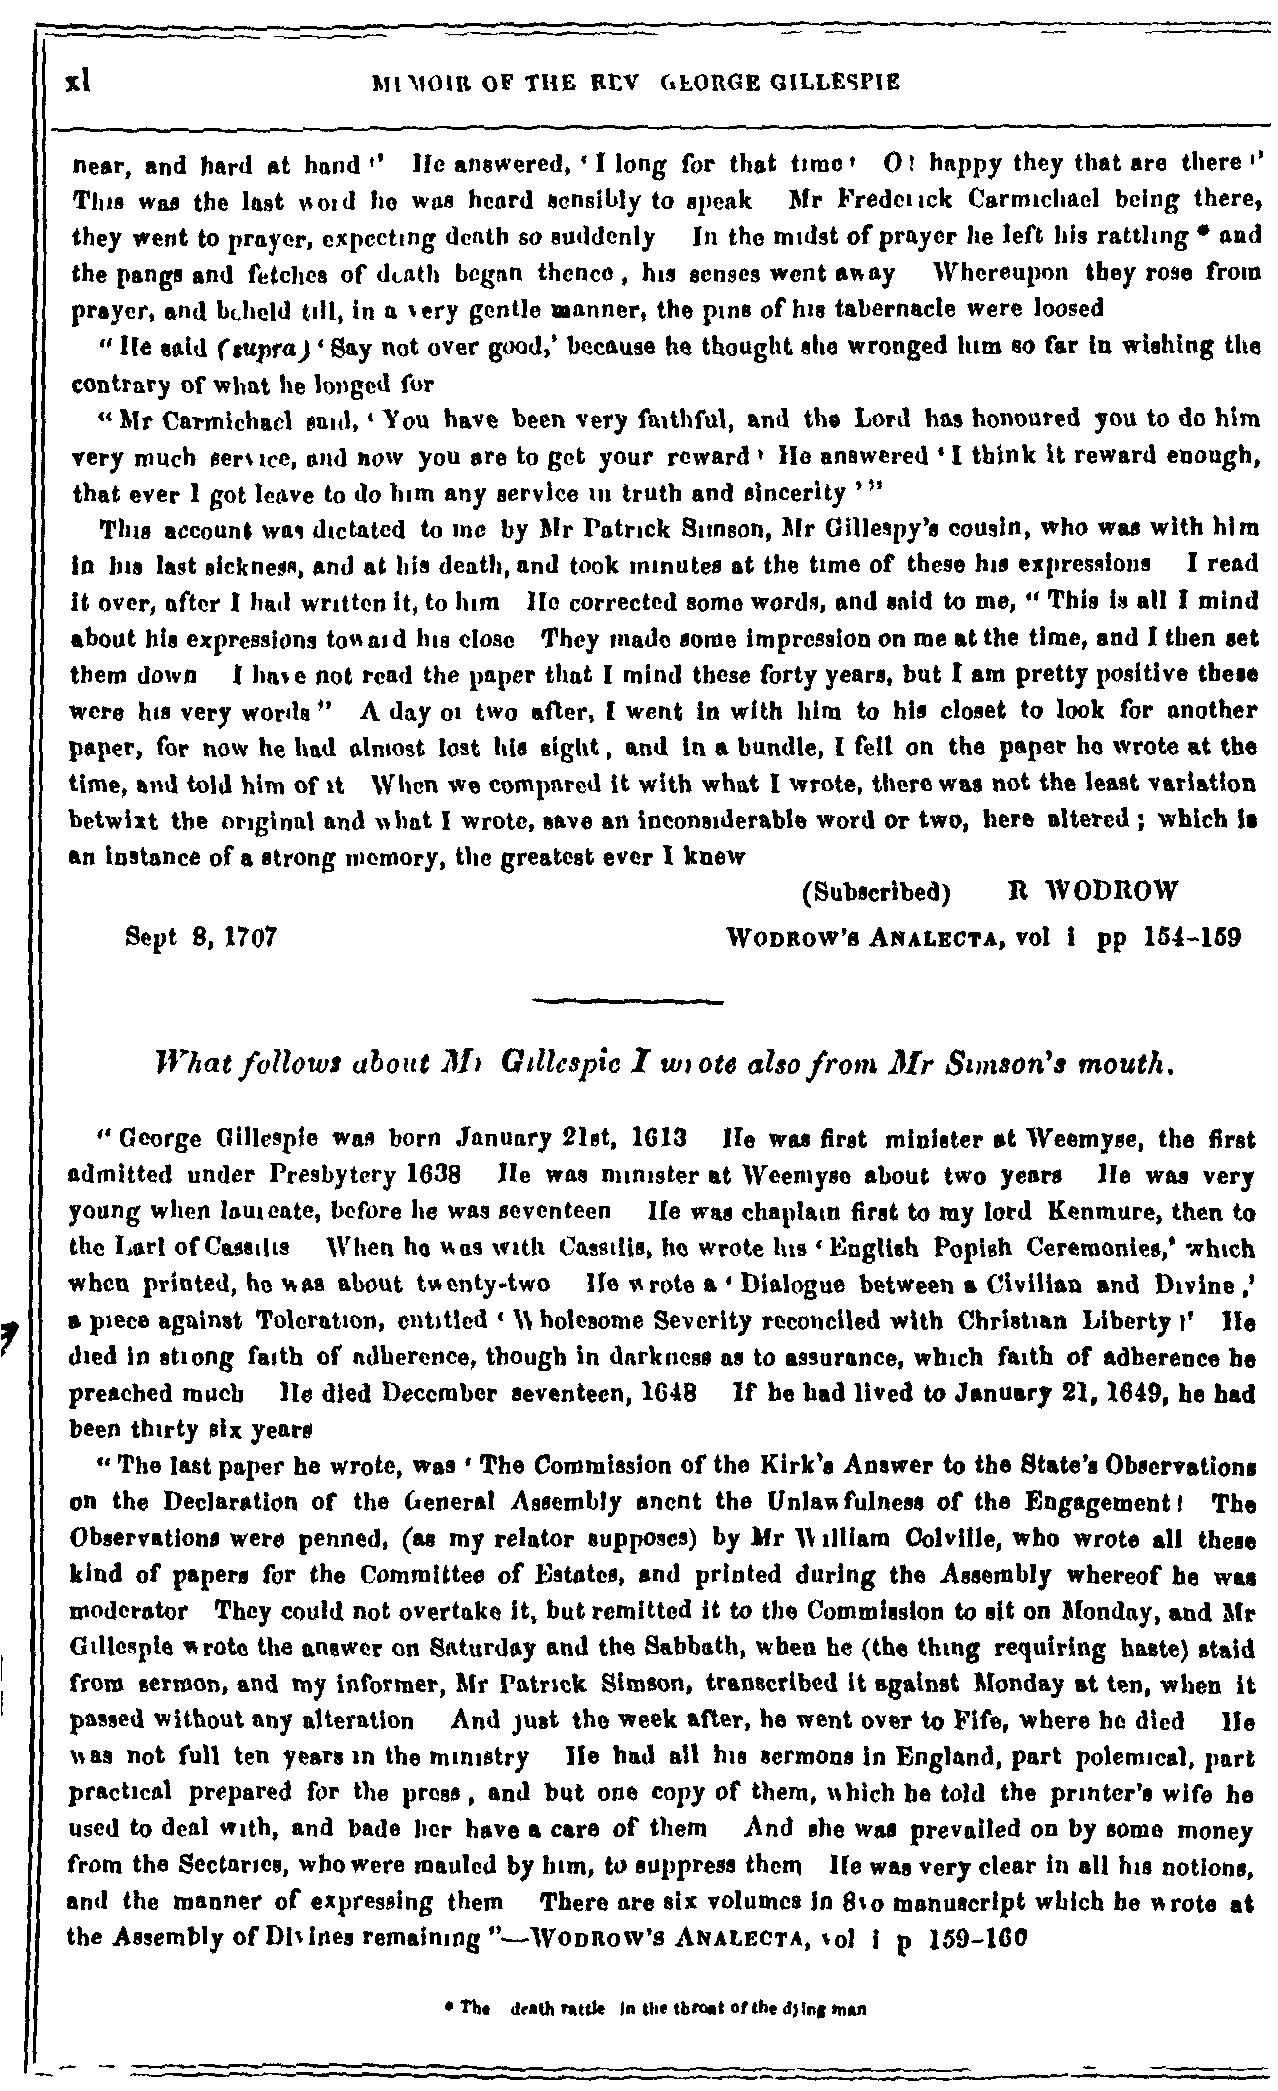 xl MEMOIR OF THE REV GEORGE GILLESPIE
near, and hard at hand!' He answered, 'I long for that time! O! happy they that are there!'
This was the last word he was heard sensibly to speak Mr Frederick Carmichael being there,
they went to prayer, expecting death so suddenly In the midst of prayer he left his rattling * and
the pangs and fetches of death began thence, his senses went away Whereupon they rose from
prayer, and beheld till, in a very gentle manner, the pins of his tabernacle were loosed
"He said (supra) 'Say not over good,' because he thought she wronged him so far in wishing the
contrary of what he longed for
"Mr Carmichael said, 'You have been very faithful, and the Lord has honoured you to do him
very much service, and now you are to get your reward' He answered 'I think it reward enough,
that ever I got leave to do him any service in truth and sincerity'"
This account was dictated to me by Mr Patrick Simson, Mr Gillespy's cousin, who was with him
in his last sickness, and at his death, and took minutes at the time of these his expressions I read
it over, after I had written it, to him He corrected some words, and said to me, "This is all I mind
about his expressions toward his close They made some impression on me at the time, and I then set
them down I have not read the paper that I mind these forty years, but I am pretty positive these
were his very words" A day or two after, I went in with him to his closet to look for another
paper, for now he had almost lost his sight, and in a bundle, I fell on the paper he wrote at the
time, and told him of it When we compared it with what I wrote, there was not the least variation
betwixt the original and what I wrote, save an inconsiderable word or two, here altered; which is
an instance of a strong memory, the greatest ever I knew
(Subscribed) R WODROW
Sept 8, 1707 WODROW'S ANALECTA, vol i pp 154-159
What follows about Mr Gillespie I wrote also from Mr Simson's mouth.
"George Gillespie was born January 21st, 1613 He was first minister at Weemyse, the first
admitted under Presbytery 1638 He was minister at Weemyse about two years He was very
young when laureate, before he was seventeen He was chaplain first to my lord Kenmure, then to
the Earl of Cassilis When he was with Cassilis, he wrote his 'English Popish Ceremonies,' which
when printed, he was about twenty-two He wrote a 'Dialogue between a Civilian and Divine,'
a piece against Toleration, entitled 'Wholesome Severity reconciled with Christian Liberty!' He
died in strong faith of adherence, though in darkness as to assurance, which faith of adherence he
preached much He died December seventeen, 1648 If he had lived to January 21, 1649, he had
been thirty six years
"The last paper he wrote, was 'The Commission of the Kirk's Answer to the State's Observations
on the Declaration of the General Assembly anent the Unlawfulness of the Engagement! The
Observations were penned, (as my relator supposes) by Mr William Colville, who wrote all these
kind of papers for the Committee of Estates, and printed during the Assembly whereof he was
moderator They could not overtake it, but remitted it to the Commission to sit on Monday, and Mr
Gillespie wrote the answer on Saturday and the Sabbath, when he (the thing requiring haste) staid
from sermon, and my informer, Mr Patrick Simson, transcribed it against Monday at ten, when it
passed without any alteration And just the week after, he went over to Fife, where he died He
was not full ten years in the ministry He had all his sermons in England, part polemical, part
practical prepared for the press, and but one copy of them, which he told the printer's wife he
used to deal with, and bade her have a care of them And she was prevailed on by some money
from the Sectaries, who were mauled by him, to suppress them He was very clear in all his notions,
and the manner of expressing them There are six volumes in 8vo manuscript which he wrote at
the Assembly of Divines remaining"—WODROW'S ANALECTA, vol i p 159-160
* The death rattle in the throat of the dying man